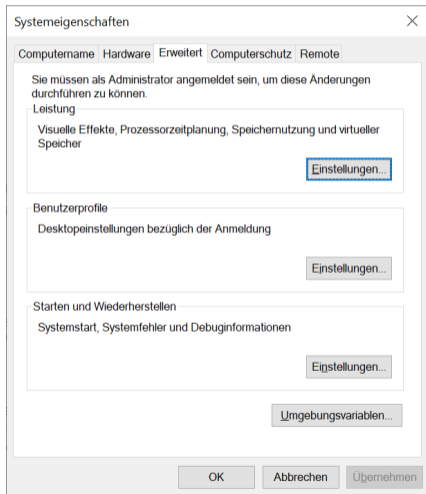 Systemeigenschaften
Computername Hardware Erweitert Computerschutz Remote
Sie müssen als Administrator angemeldet sein, um diese Änderungen
durchführen zu können.
Leistung
Visuelle Effekte, Prozessorzeitplanung, Speichernutzung und virtueller
Speicher
Einstellungen...
Benutzerprofile
Desktopeinstellungen bezüglich der Anmeldung
Einstellungen...
Starten und Wiederherstellen
Systemstart, Systemfehler und Debuginformationen
Einstellungen...
Umgebungsvariablen...
OK Abbrechen Übernehmen